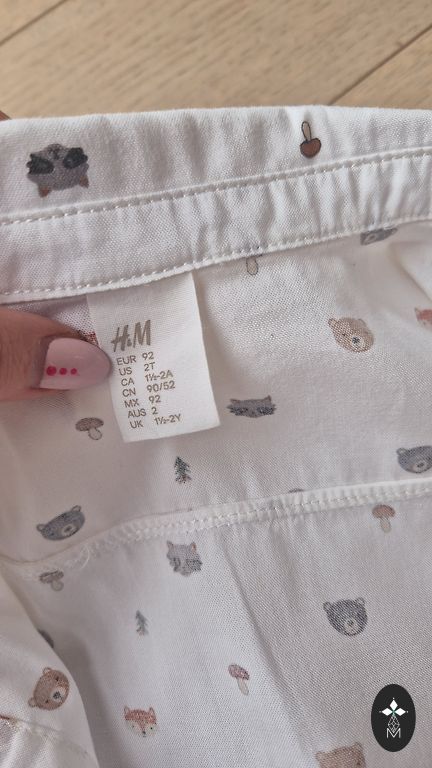 H&M
EUR 92
US 2T
CA 1½-2A
CN 90/52
MX 92
AUS 2
UK 1½-2Y
M